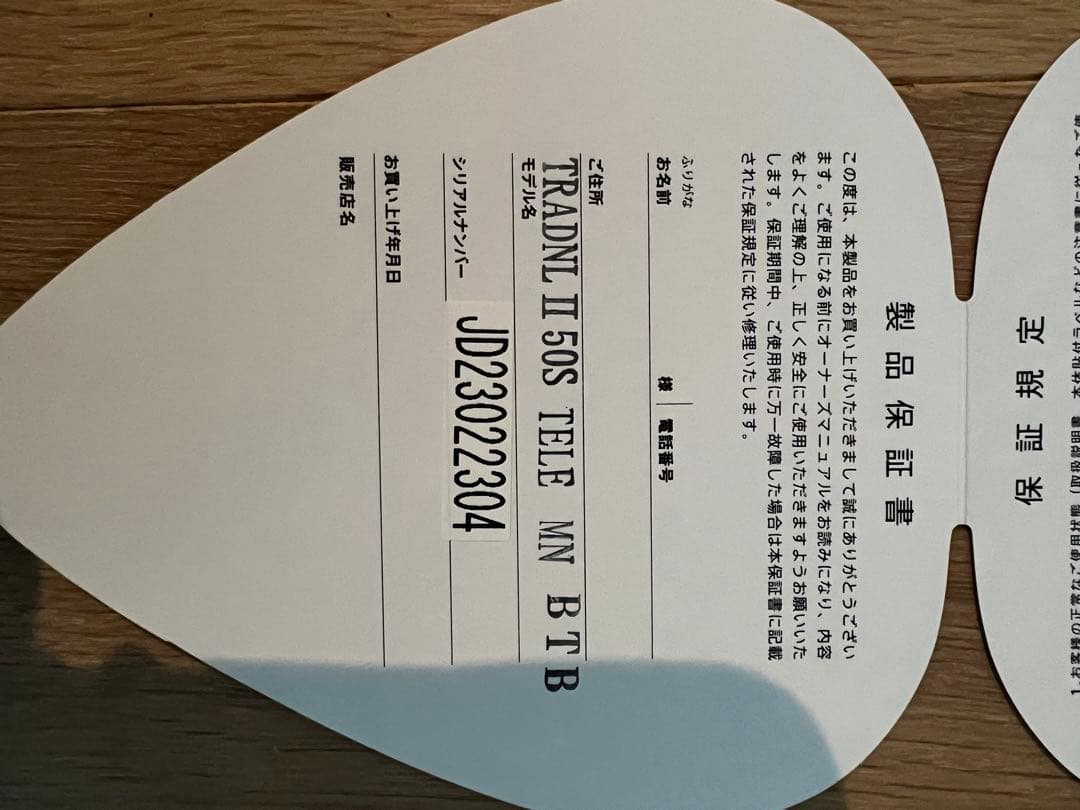 保証規定
製品保証書
この度は、本製品をお買い上げいただきまして誠にありがとうござい
ます。ご使用になる前にオーナーズマニュアルをお読みになり、内容
をよくご理解の上、正しく安全にご使用いただきますようお願いいた
します。保証期間中、ご使用時に万一故障した場合は本保証書に記載
された保証規定に従い修理いたします。
ふりがな
お名前 様 電話番号
ご住所
TRADNL II 50S TELE MN BTB
モデル名
シリアルナンバー JD23022304
お買い上げ年月日
販売店名